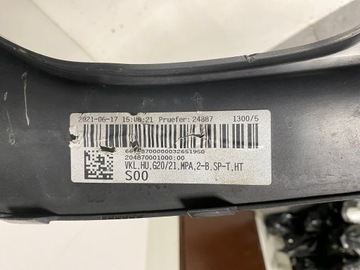 2021-06-17 15:08:21 Pruefer:24887 1300/5
204870001000:00
VKL.HU.G20/21.MPA.2-B.SP-T.HT
S00